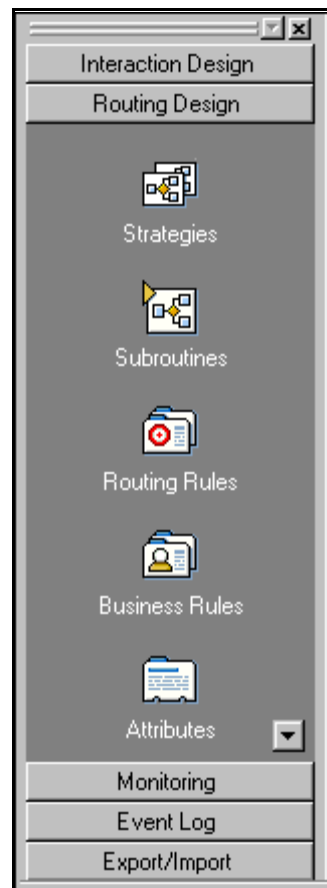 Interaction Design
Routing Design
Strategies
Subroutines
Routing Rules
Business Rules
Attributes
Monitoring
Event Log
Export/Import